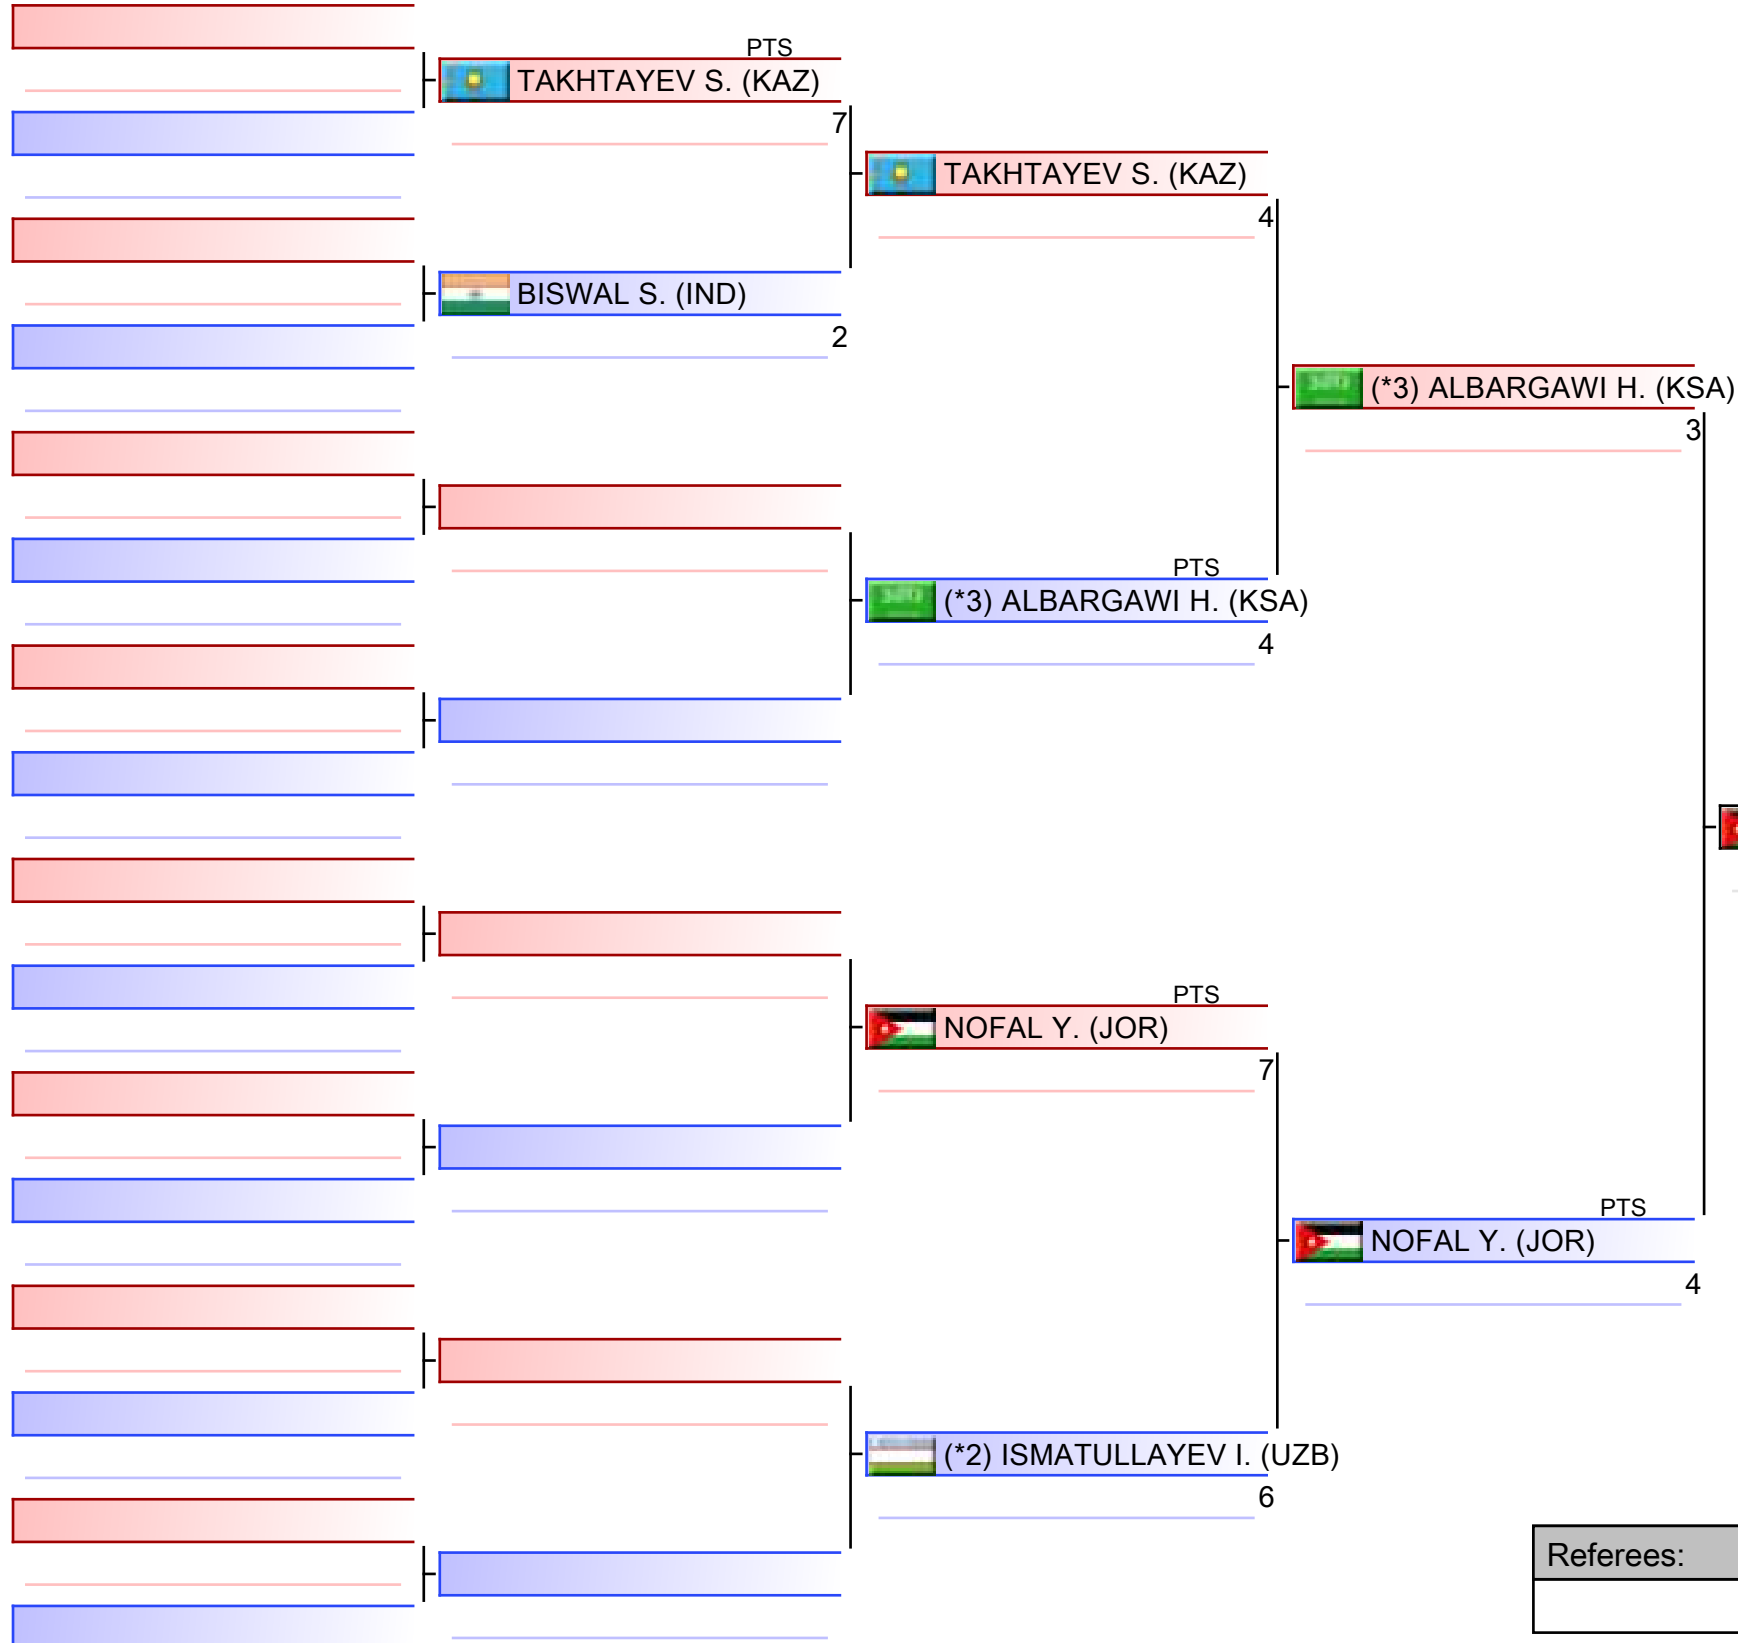 PTS
TAKHTAYEV S. (KAZ)
7
TAKHTAYEV S. (KAZ)
4
BISWAL S. (IND)
2
(*3) ALBARGAWI H. (KSA)
3
PTS
(*3) ALBARGAWI H. (KSA)
4
PTS
NOFAL Y. (JOR)
7
PTS
NOFAL Y. (JOR)
4
(*2) ISMATULLAYEV I. (UZB)
6
Referees: